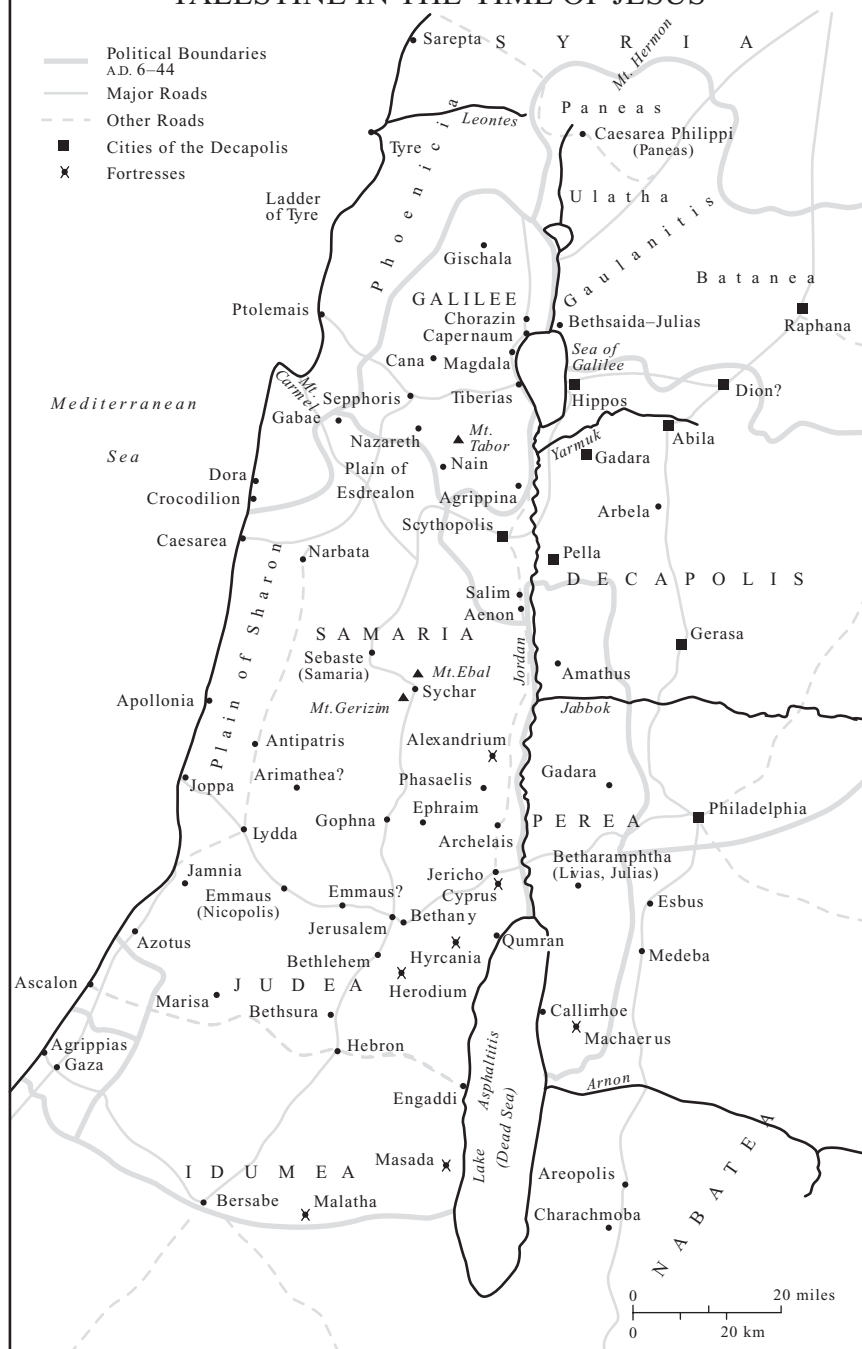 PALESTINE IN THE TIME OF JESUS
Political Boundaries
A.D. 6–44
Major Roads
Other Roads
Cities of the Decapolis
Fortresses
Sarepta
S Y R I A
Mt. Hermon
Paneas
Leontes
Tyre
Caesarea Philippi
(Paneas)
Phoenicia
Ladder
of Tyre
Ulatha
Gaulanitis
Gischala
Batanea
GALILEE
Ptolemais
Chorazin
Bethsaida–Julias
Raphana
Capernaum
Cana
Magdala
Sea of
Galilee
Mt.
Carmel
Sepphoris
Tiberias
Hippos
Dion?
Mediterranean
Sea
Gabae
Nazareth
Mt.
Tabor
Yarmuk
Abila
Gadara
Plain of
Esdrealon
Nain
Dora
Crocodilion
Agrippina
Arbela
Scythopolis
Caesarea
Narbata
Pella
DECAPOLIS
Plain of Sharon
Salim
Aenon
SAMARIA
Gerasa
Sebaste
(Samaria)
Mt.Ebal
Jordan
Amathus
Sychar
Apollonia
Mt.Gerizim
Jabbok
Alexandrium
Antipatris
Joppa
Arimathea?
Phasaelis
Gadara
Gophna
Ephraim
Philadelphia
Lydda
Archelais
PEREA
Betharamphtha
(Livias, Julias)
Jamnia
Jericho
Cyprus
Emmaus
(Nicopolis)
Emmaus?
Esbus
Jerusalem
Bethany
Azotus
Qumran
Bethlehem
Hyrcania
Medeba
Ascalon
JUDEA
Herodium
Marisa
Bethsura
Callirrhoe
Machaerus
Agrippias
Gaza
Hebron
Engaddi
Lake Asphaltitis
(Dead Sea)
Arnon
Masada
IDUMEA
Areopolis
Bersabe
Malatha
Charachmoba
NABATEA
0 20 miles
0 20 km